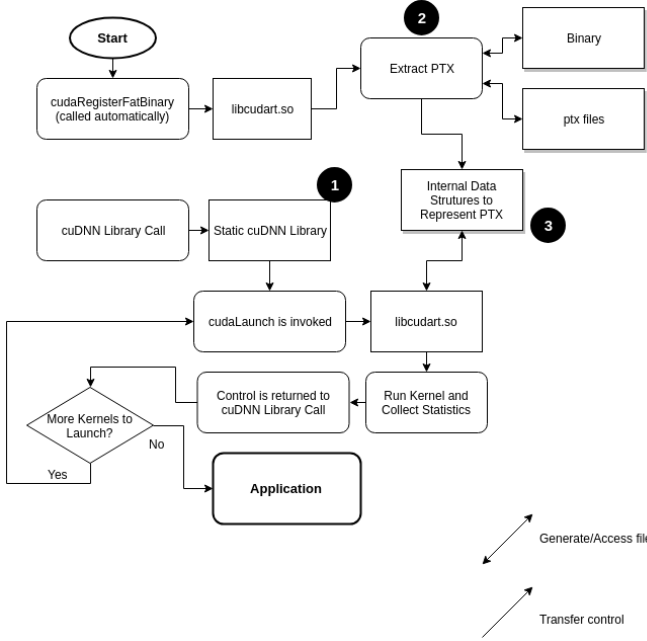 2
Start
Extract PTX
Binary
cudaRegisterFatBinary
(called automatically)
libcudart.so
ptx files
1
Internal Data
Strutures to
Represent PTX
3
cuDNN Library Call
Static cuDNN Library
cudaLaunch is invoked
libcudart.so
Control is returned to
cuDNN Library Call
Run Kernel and
Collect Statistics
More Kernels to
Launch?
No
Yes
Application
Generate/Access
Transfer control